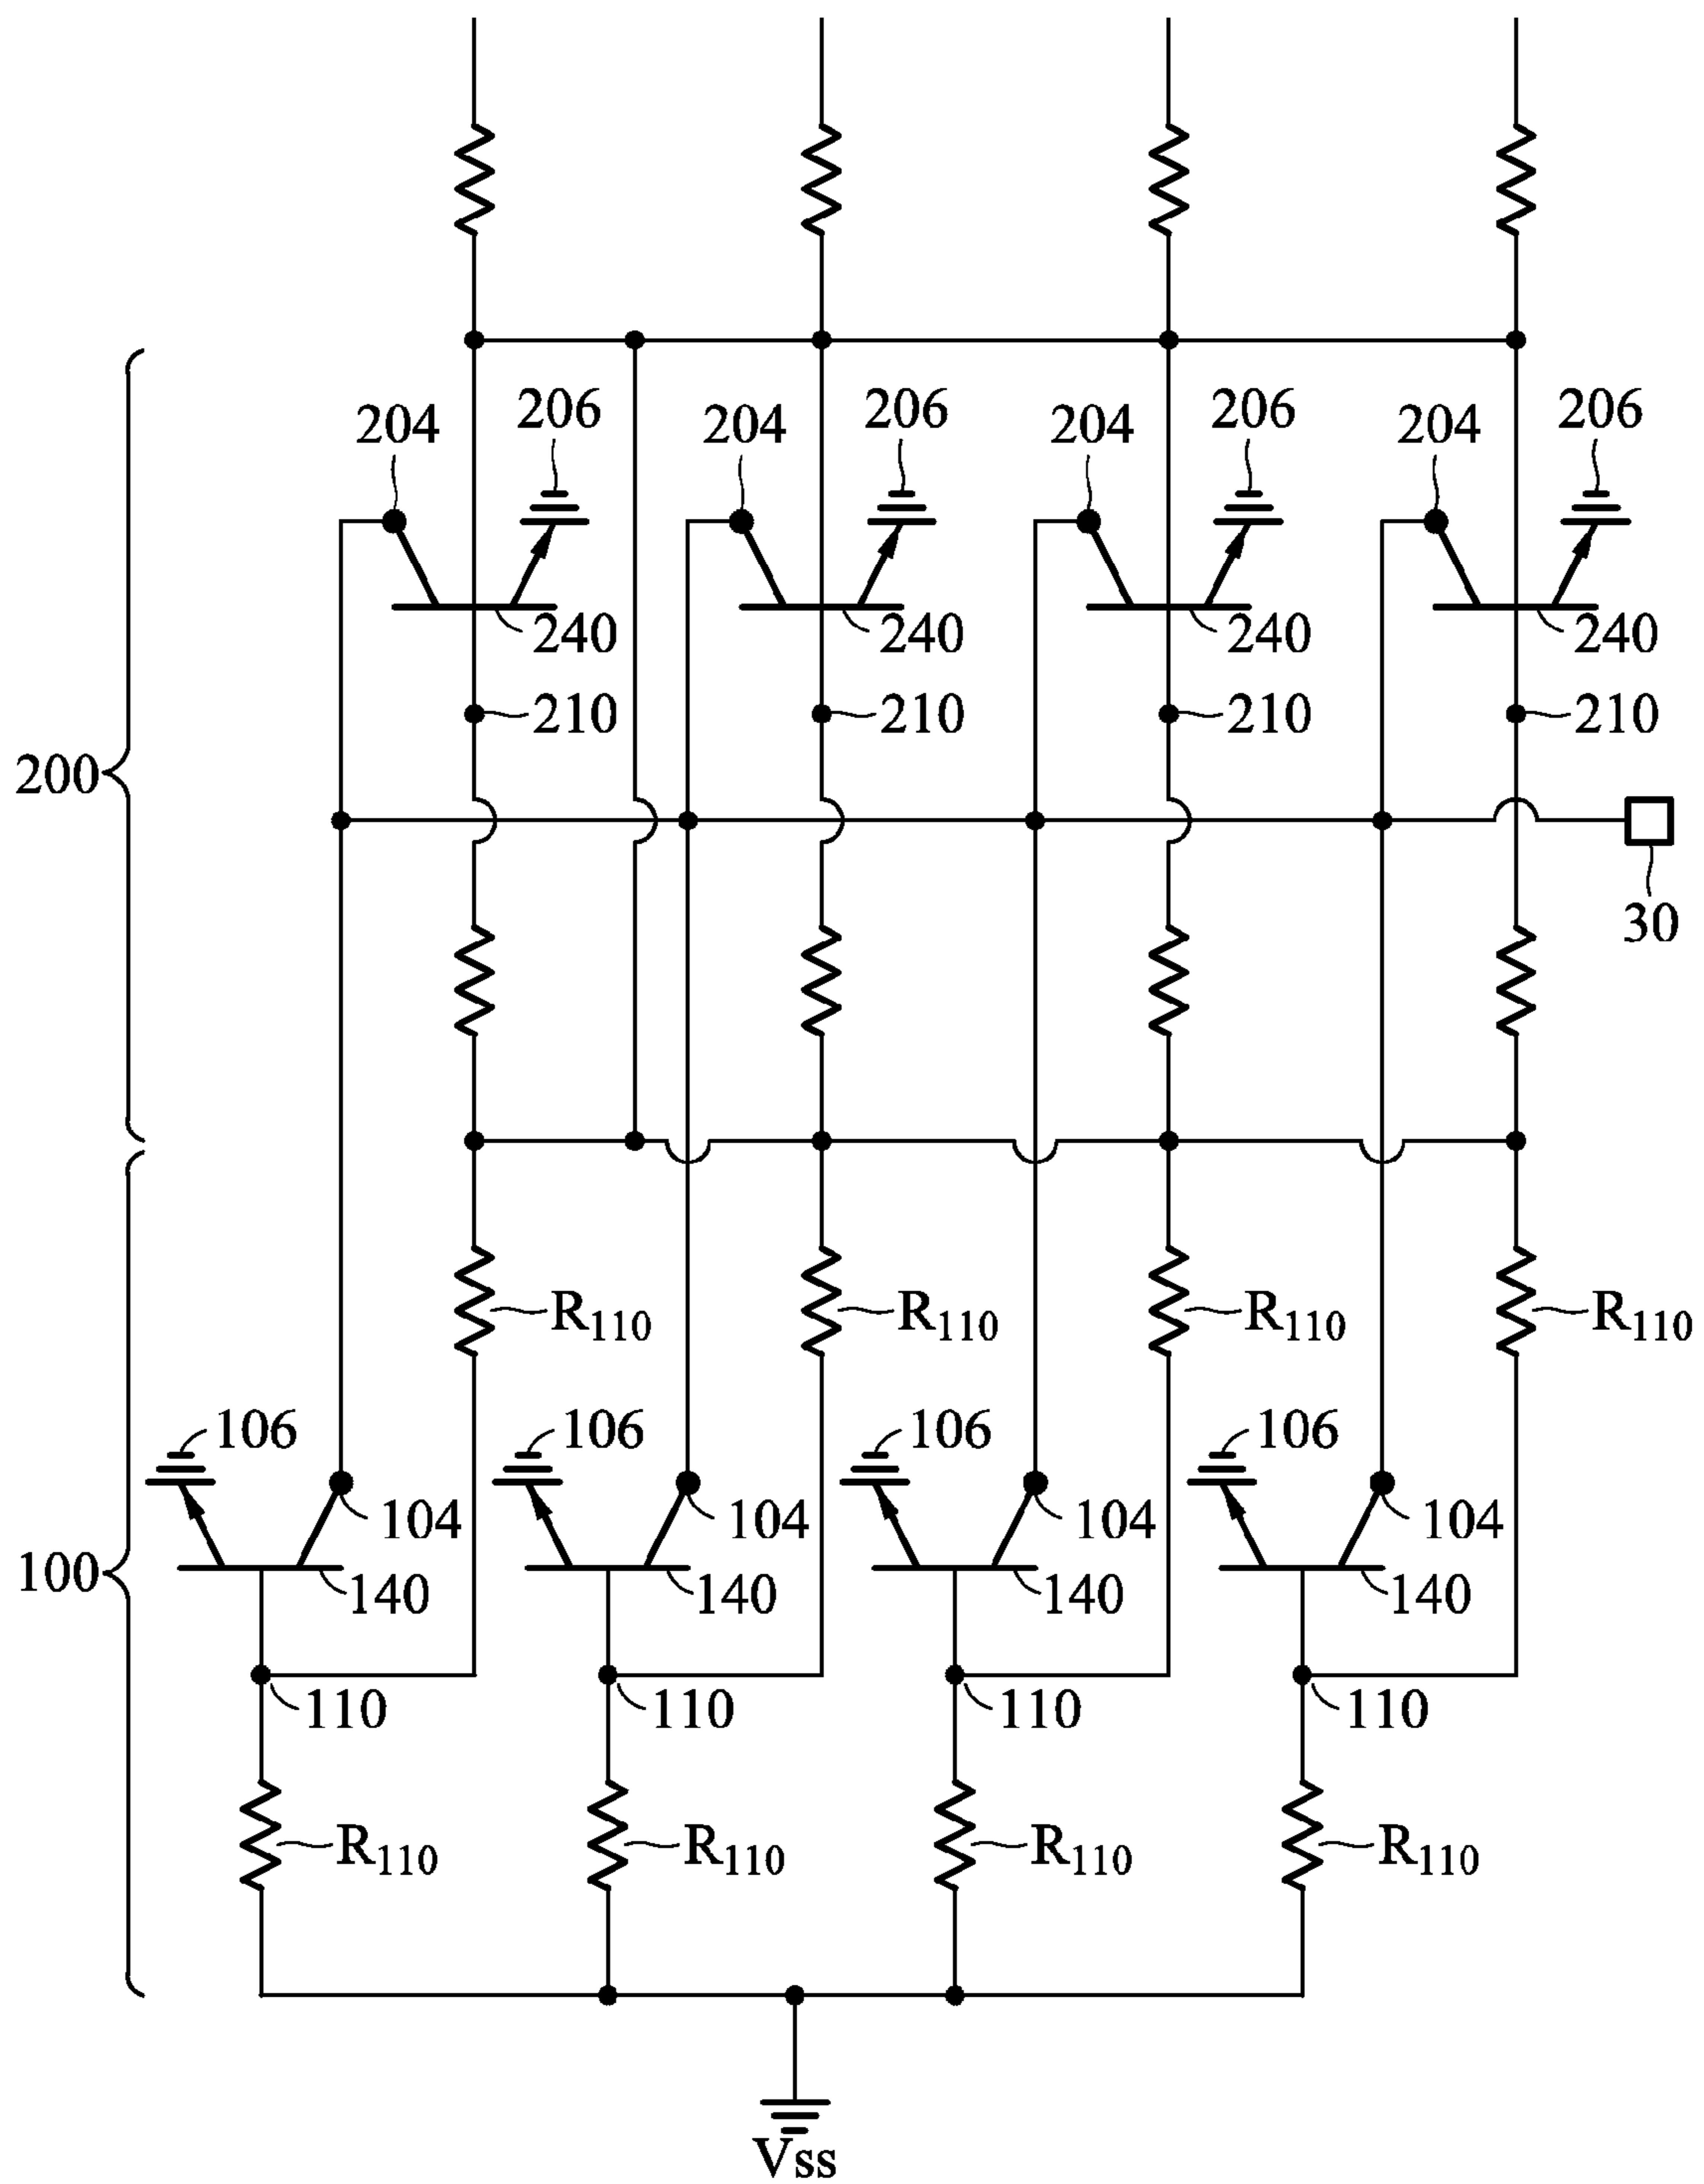 206 206 206 206
204 204 204 204
240 240 240 240
210 210 210 210
200
30
R110 R110 R110 R110
106 106 106 106
104 104 104 104
100
140 140 140 140
110 110 110 110
R110 R110 R110 R110
Vss